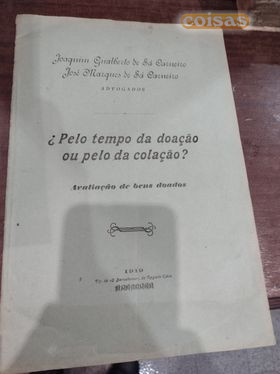 coisas
Joaquim Gualberto de Sá Carneiro
José Marques de Sá Carneiro
ADVOGADOS
¿Pelo tempo da doação
ou pelo da colação?
Avaliação de bens doados
1919